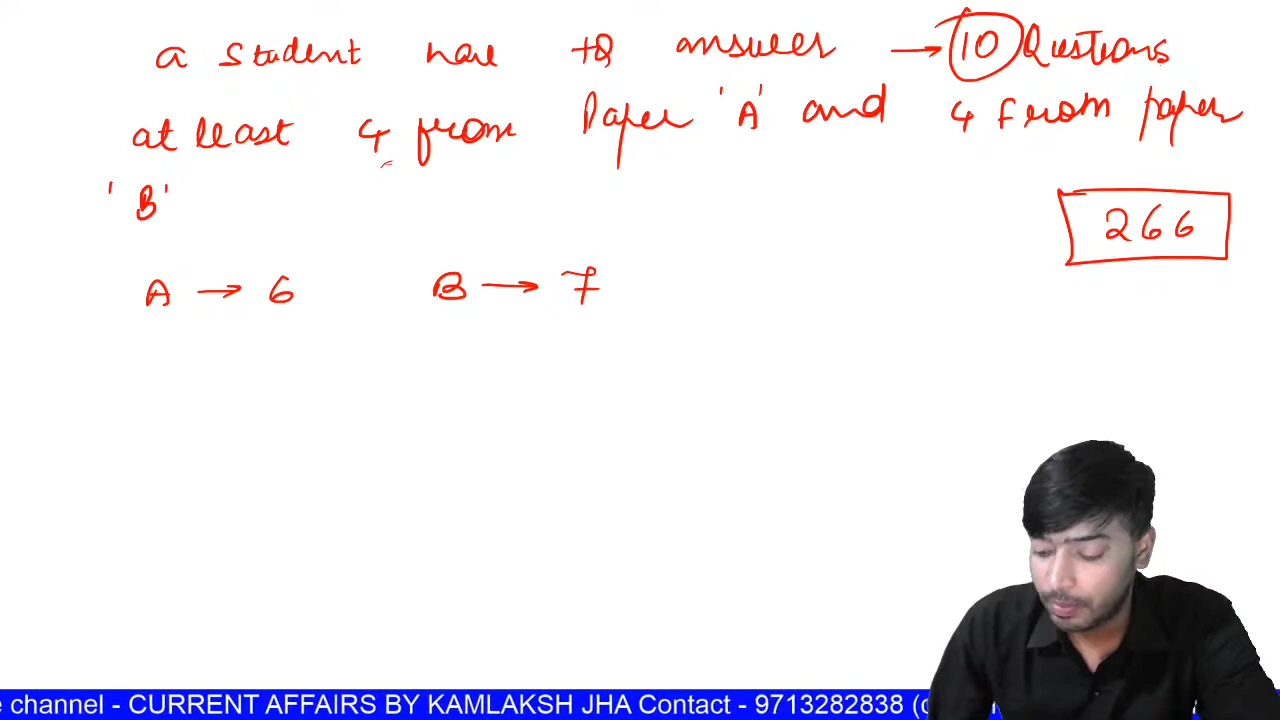 a student have to answer → 10 Questions
at least 4 from Paper 'A' and 4 from paper
'B'
266
A → 6 B → 7
e channel - CURRENT AFFAIRS BY KAMLAKSH JHA Contact - 9713282838 (c